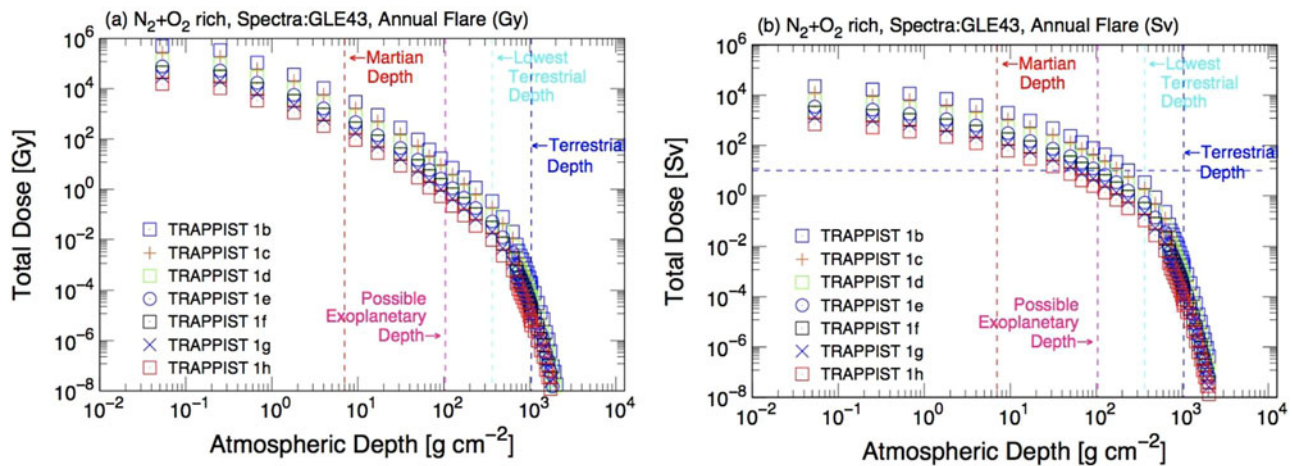 (a) N₂+O₂ rich, Spectra:GLE43, Annual Flare (Gy)
Total Dose [Gy]
10⁶
10⁴
10²
10⁰
10⁻²
10⁻⁴
10⁻⁶
10⁻⁸
←Martian
Depth
←Lowest
Terrestrial
Depth
←Terrestrial
Depth
TRAPPIST 1b
TRAPPIST 1c
TRAPPIST 1d
TRAPPIST 1e
TRAPPIST 1f
TRAPPIST 1g
TRAPPIST 1h
Possible
Exoplanetary
Depth→
10⁻² 10⁻¹ 10⁰ 10¹ 10² 10³ 10⁴
Atmospheric Depth [g cm⁻²]
(b) N₂+O₂ rich, Spectra:GLE43, Annual Flare (Sv)
Total Dose [Sv]
10⁶
10⁴
10²
10⁰
10⁻²
10⁻⁴
10⁻⁶
10⁻⁸
←Martian
Depth
←Lowest
Terrestrial
Depth
←Terrestrial
Depth
TRAPPIST 1b
TRAPPIST 1c
TRAPPIST 1d
TRAPPIST 1e
TRAPPIST 1f
TRAPPIST 1g
TRAPPIST 1h
Possible
Exoplanetary
Depth→
10⁻² 10⁻¹ 10⁰ 10¹ 10² 10³ 10⁴
Atmospheric Depth [g cm⁻²]